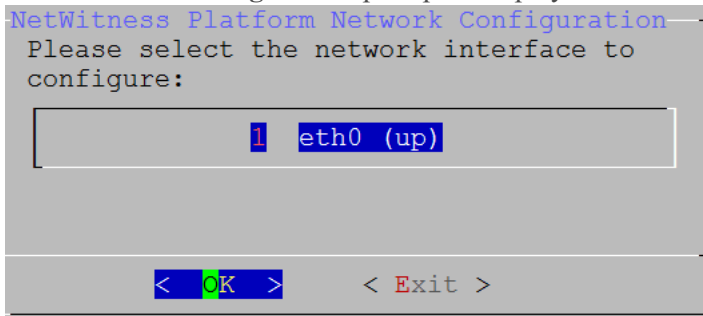 NetWitness Platform Network Configuration
Please select the network interface to
configure:
1 eth0 (up)
< OK > < Exit >